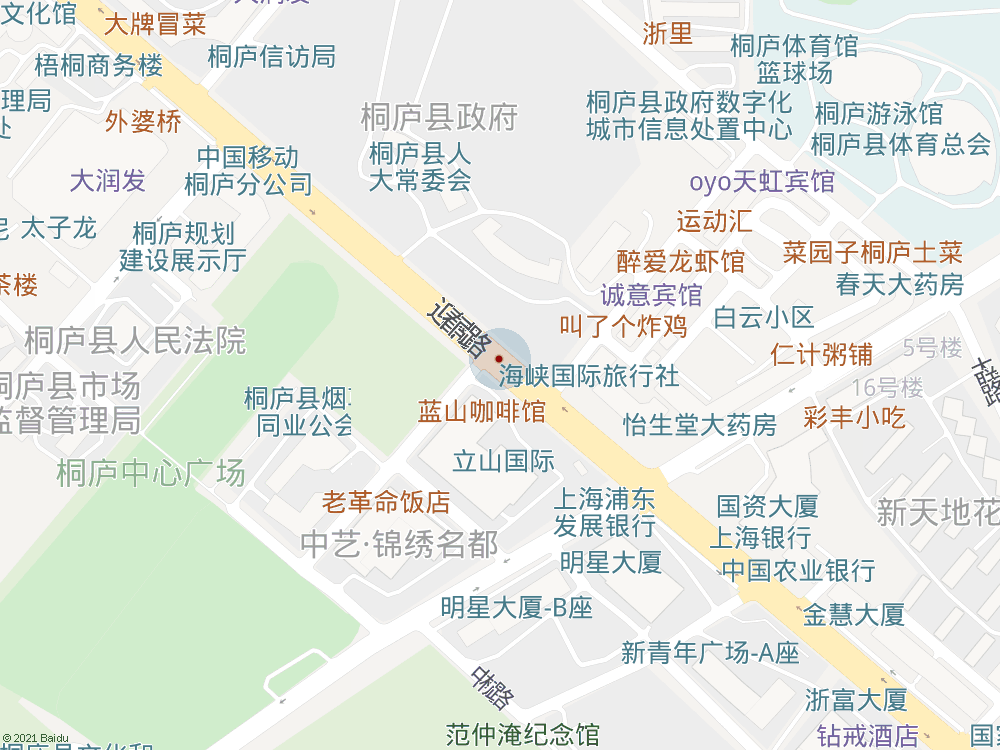 文化馆
大牌冒菜
大润发
浙里
桐庐信访局
桐庐体育馆
篮球场
梧桐商务楼
理局
处
外婆桥
桐庐县政府
桐庐县政府数字化
城市信息处置中心
桐庐游泳馆
桐庐县体育总会
中国移动
桐庐分公司
桐庐县人
大常委会
大润发
oyo天虹宾馆
太子龙
桐庐规划
建设展示厅
运动汇
醉爱龙虾馆
菜园子桐庐土菜
春天大药房
茶楼
诚意宾馆
叫了个炸鸡
白云小区
迎春南路
桐庐县人民法院
仁计粥铺
5号楼
海峡国际旅行社
16号楼
桐庐县市场
监督管理局
桐庐县烟
同业公会
蓝山咖啡馆
怡生堂大药房
彩丰小吃
桐庐中心广场
立山国际
老革命饭店
上海浦东
发展银行
国资大厦
新天地花
上海银行
中艺·锦绣名都
明星大厦
中国农业银行
明星大厦-B座
金慧大厦
新青年广场-A座
中杭路
浙富大厦
范仲淹纪念馆
钻戒酒店
国
© 2021 Baidu